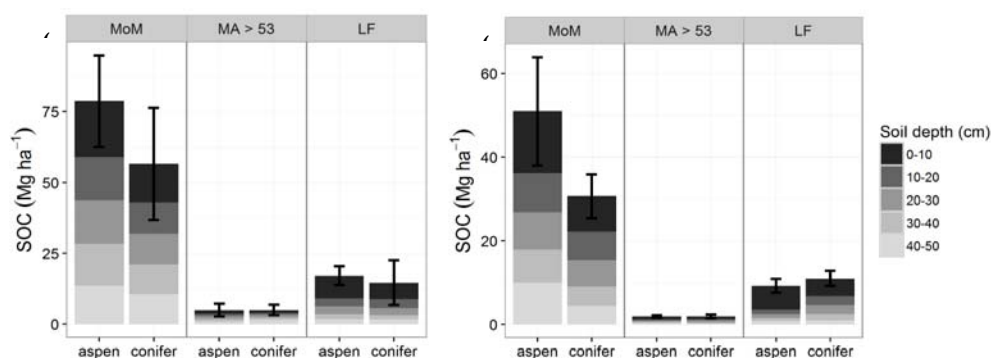 MoM MA > 53 LF
SOC (Mg ha⁻¹)
75
50
25
0
aspen conifer aspen conifer aspen conifer
MoM MA > 53 LF
SOC (Mg ha⁻¹)
60
40
20
0
aspen conifer aspen conifer aspen conifer
Soil depth (cm)
0-10
10-20
20-30
30-40
40-50